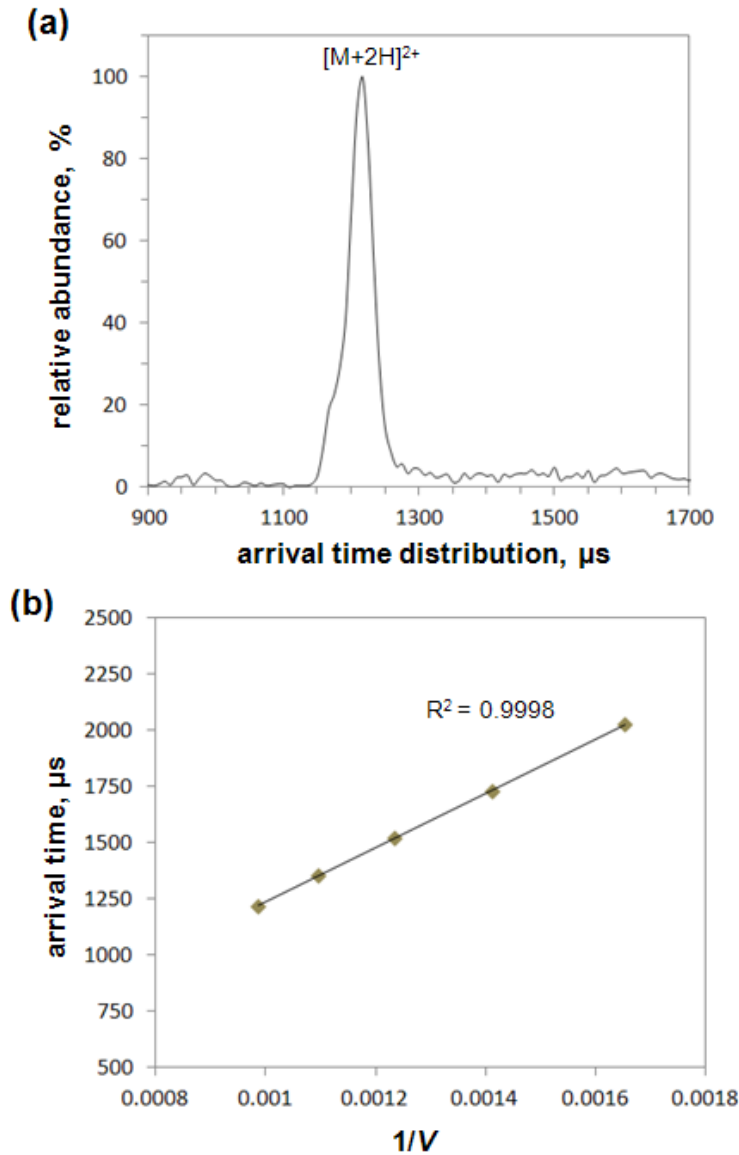 (a)
[M+2H]²⁺
100
80
60
40
20
0
relative abundance, %
900 1100 1300 1500 1700
arrival time distribution, µs
(b)
2500
2250
2000
1750
1500
1250
1000
750
500
R² = 0.9998
arrival time, µs
0.0008 0.001 0.0012 0.0014 0.0016 0.0018
1/V